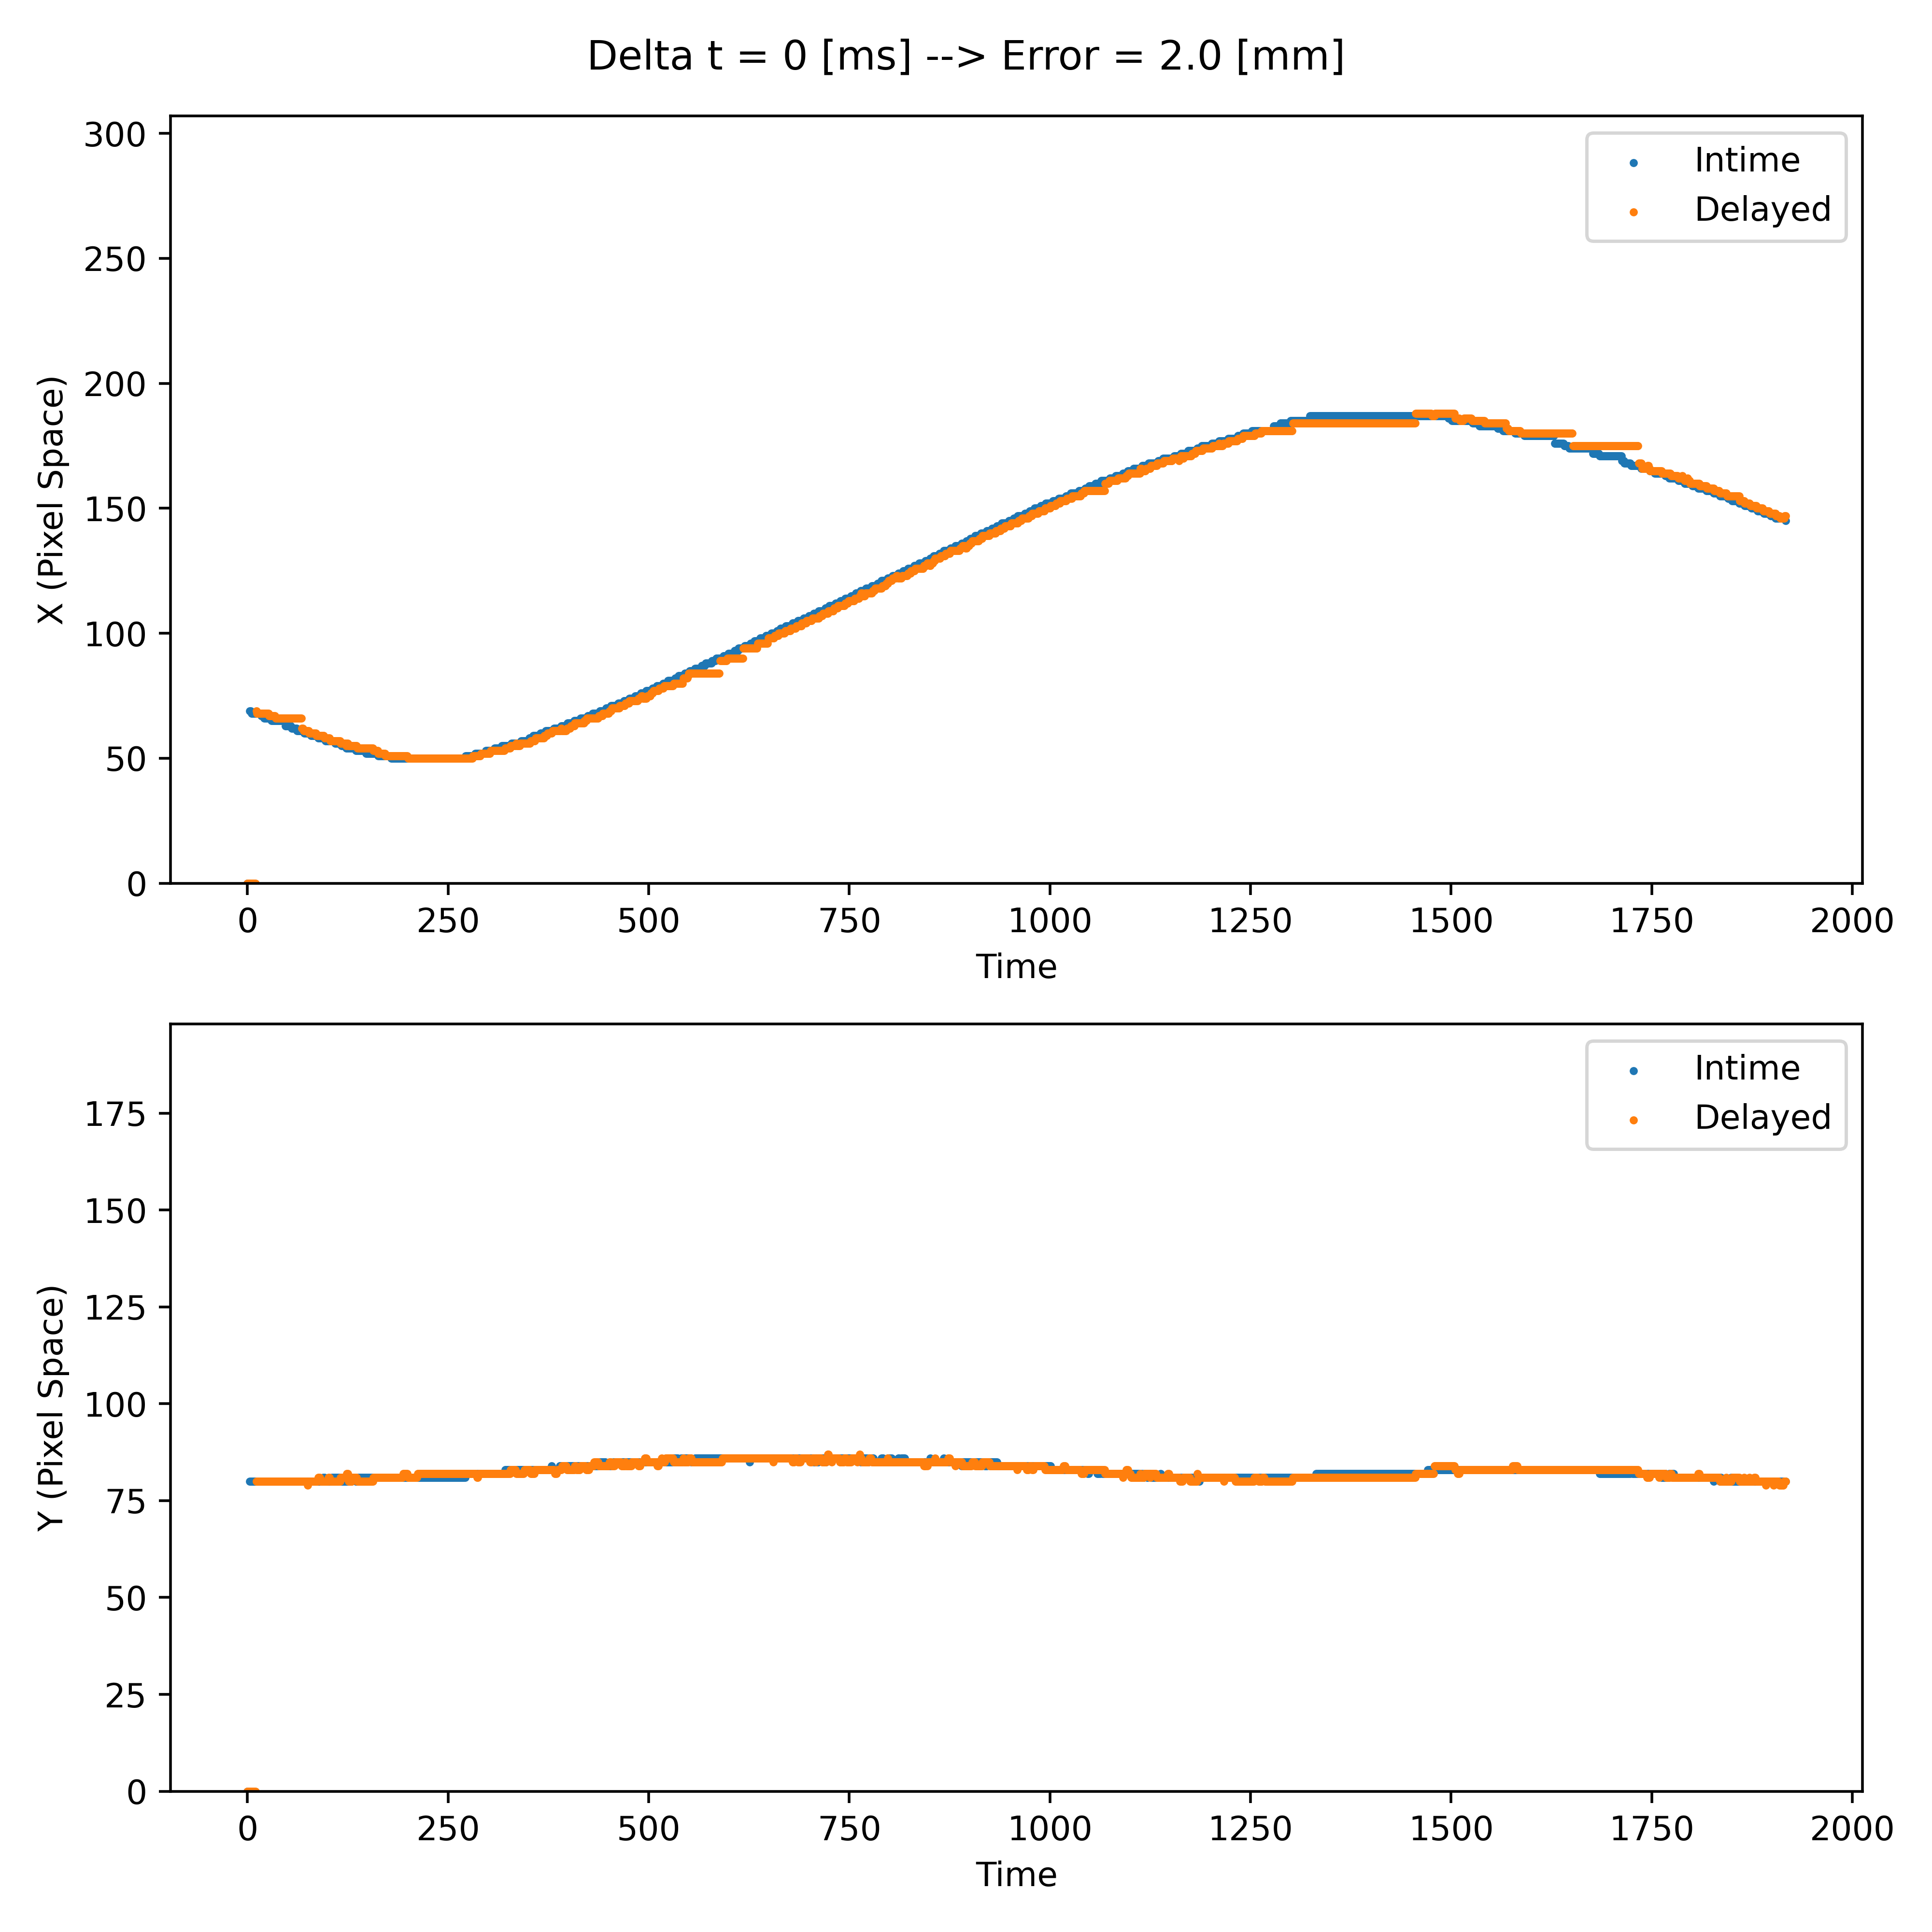 Delta t = 0 [ms] --> Error = 2.0 [mm]
300
250
200
150
100
50
0
X (Pixel Space)
Intime
Delayed
0 250 500 750 1000 1250 1500 1750 2000
Time
175
150
125
100
75
50
25
0
Y (Pixel Space)
Intime
Delayed
0 250 500 750 1000 1250 1500 1750 2000
Time